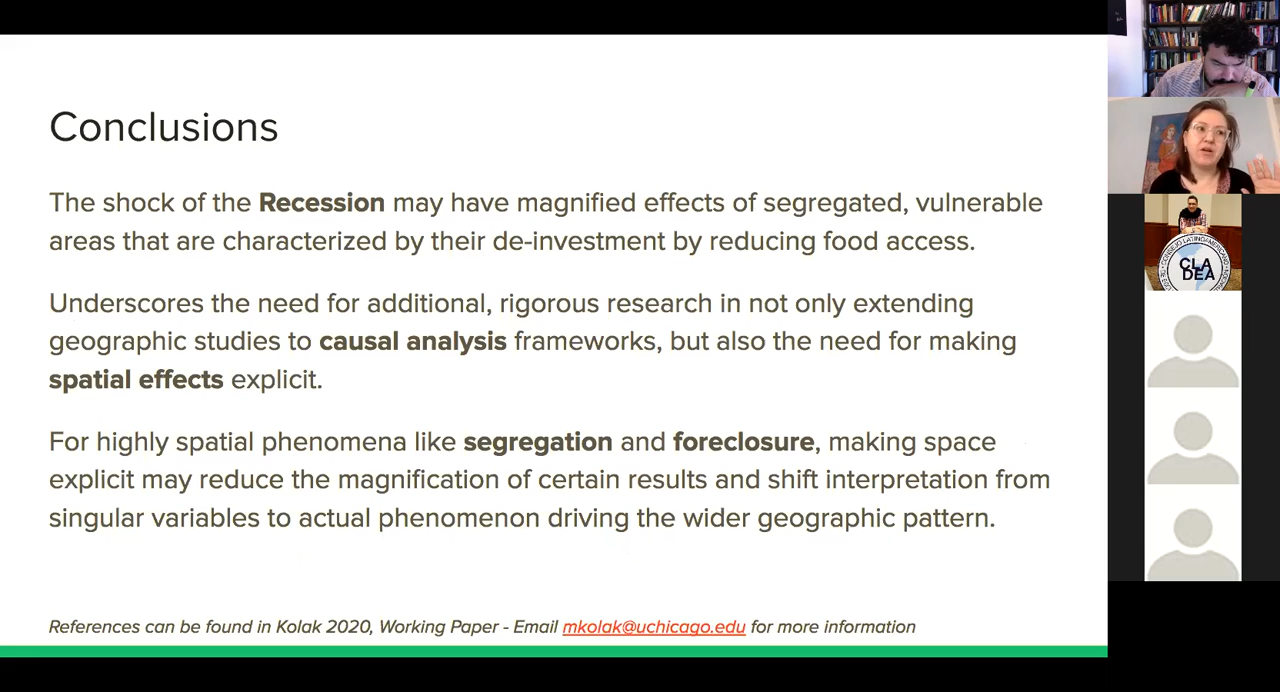 Conclusions
The shock of the Recession may have magnified effects of segregated, vulnerable
areas that are characterized by their de-investment by reducing food access.
Underscores the need for additional, rigorous research in not only extending
geographic studies to causal analysis frameworks, but also the need for making
spatial effects explicit.
For highly spatial phenomena like segregation and foreclosure, making space
explicit may reduce the magnification of certain results and shift interpretation from
singular variables to actual phenomenon driving the wider geographic pattern.
References can be found in Kolak 2020, Working Paper - Email mkolak@uchicago.edu for more information
CONSEJO LATINOAMERICANO
CLA
DEA